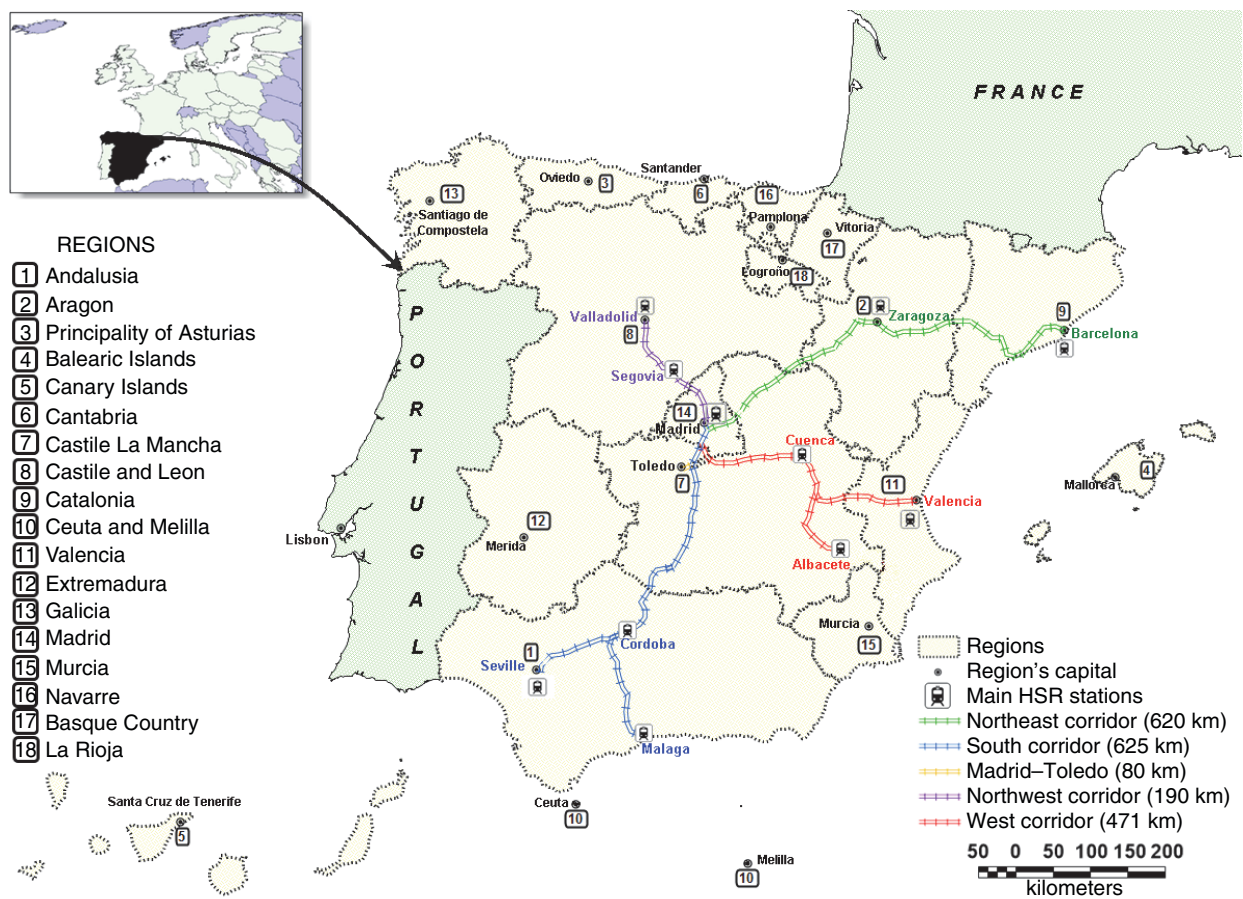 FRANCE
PORTUGAL
REGIONS
1 Andalusia
2 Aragon
3 Principality of Asturias
4 Balearic Islands
5 Canary Islands
6 Cantabria
7 Castile La Mancha
8 Castile and Leon
9 Catalonia
10 Ceuta and Melilla
11 Valencia
12 Extremadura
13 Galicia
14 Madrid
15 Murcia
16 Navarre
17 Basque Country
18 La Rioja
13
Santiago de
Compostela
Oviedo
3
Santander
6
16
Pamplona
Vitoria
17
Logroño
18
Valladolid
8
Segovia
2
Zaragoza
9
Barcelona
14
Madrid
Toledo
7
Cuenca
11
Valencia
Albacete
Mallorca
4
Lisbon
12
Merida
Murcia
15
1
Seville
Cordoba
Malaga
Ceuta
10
Melilla
10
Santa Cruz de Tenerife
5
Regions
Region's capital
Main HSR stations
Northeast corridor (620 km)
South corridor (625 km)
Madrid–Toledo (80 km)
Northwest corridor (190 km)
West corridor (471 km)
50 0 50 100 150 200
kilometers